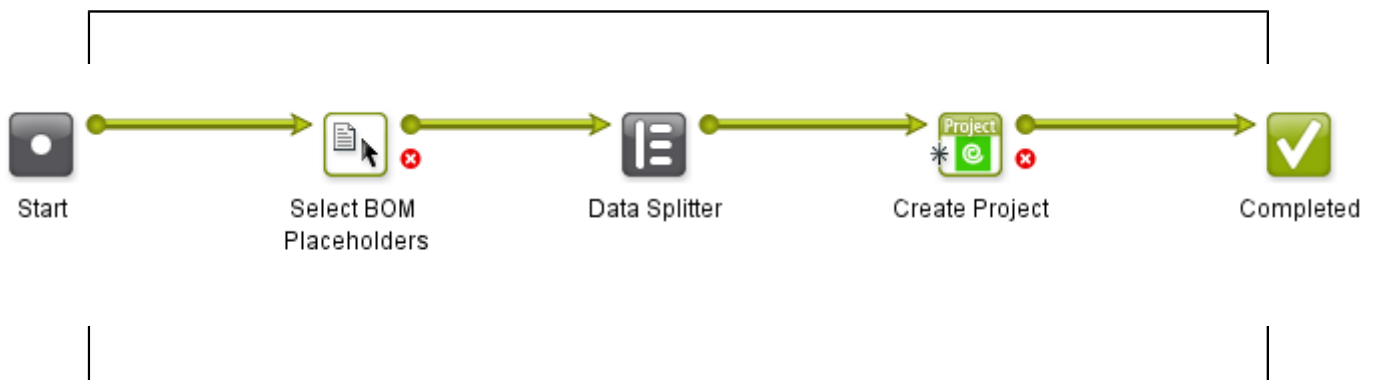 Project
Start
Select BOM
Placeholders
Data Splitter
Create Project
Completed